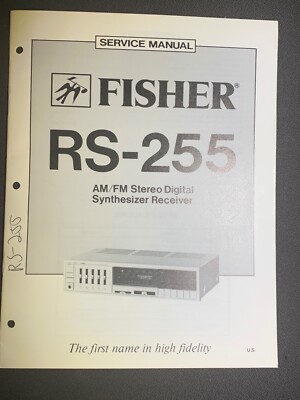 SERVICE MANUAL
FISHER®
RS-255
AM/FM Stereo Digital
Synthesizer Receiver
RS-255
The first name in high fidelity
U.S.